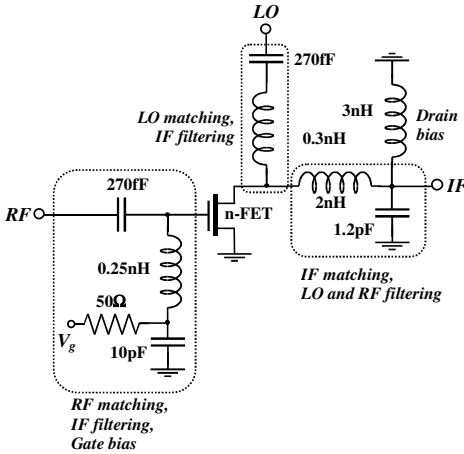 LO
270fF
LO matching,
IF filtering
3nH
Drain
bias
0.3nH
270fF
RF
n-FET
2nH
IF
1.2pF
0.25nH
50Ω
Vg
10pF
IF matching,
LO and RF filtering
RF matching,
IF filtering,
Gate bias